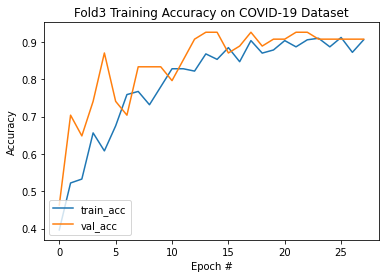 Fold3 Training Accuracy on COVID-19 Dataset
Accuracy
0.9
0.8
0.7
0.6
0.5
0.4
train_acc
val_acc
0 5 10 15 20 25
Epoch #